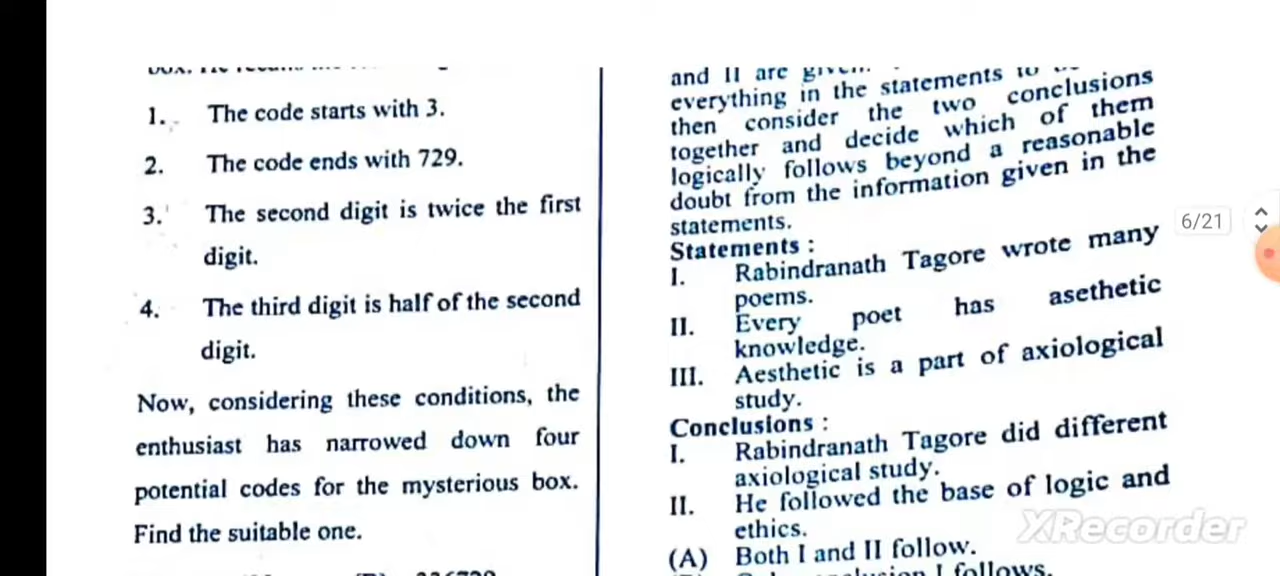 1. The code starts with 3.
2. The code ends with 729.
3. The second digit is twice the first
digit.
4. The third digit is half of the second
digit.
Now, considering these conditions, the
enthusiast has narrowed down four
potential codes for the mysterious box.
Find the suitable one.
and II are
everything in the statements to
then consider the two conclusions
together and decide which of them
logically follows beyond a reasonable
doubt from the information given in the
statements.
Statements :
I. Rabindranath Tagore wrote many
poems.
II. Every poet has asethetic
knowledge.
III. Aesthetic is a part of axiological
study.
Conclusions :
I. Rabindranath Tagore did different
axiological study.
II. He followed the base of logic and
ethics.
(A) Both I and II follow.
I follows.
6/21
XRecorder